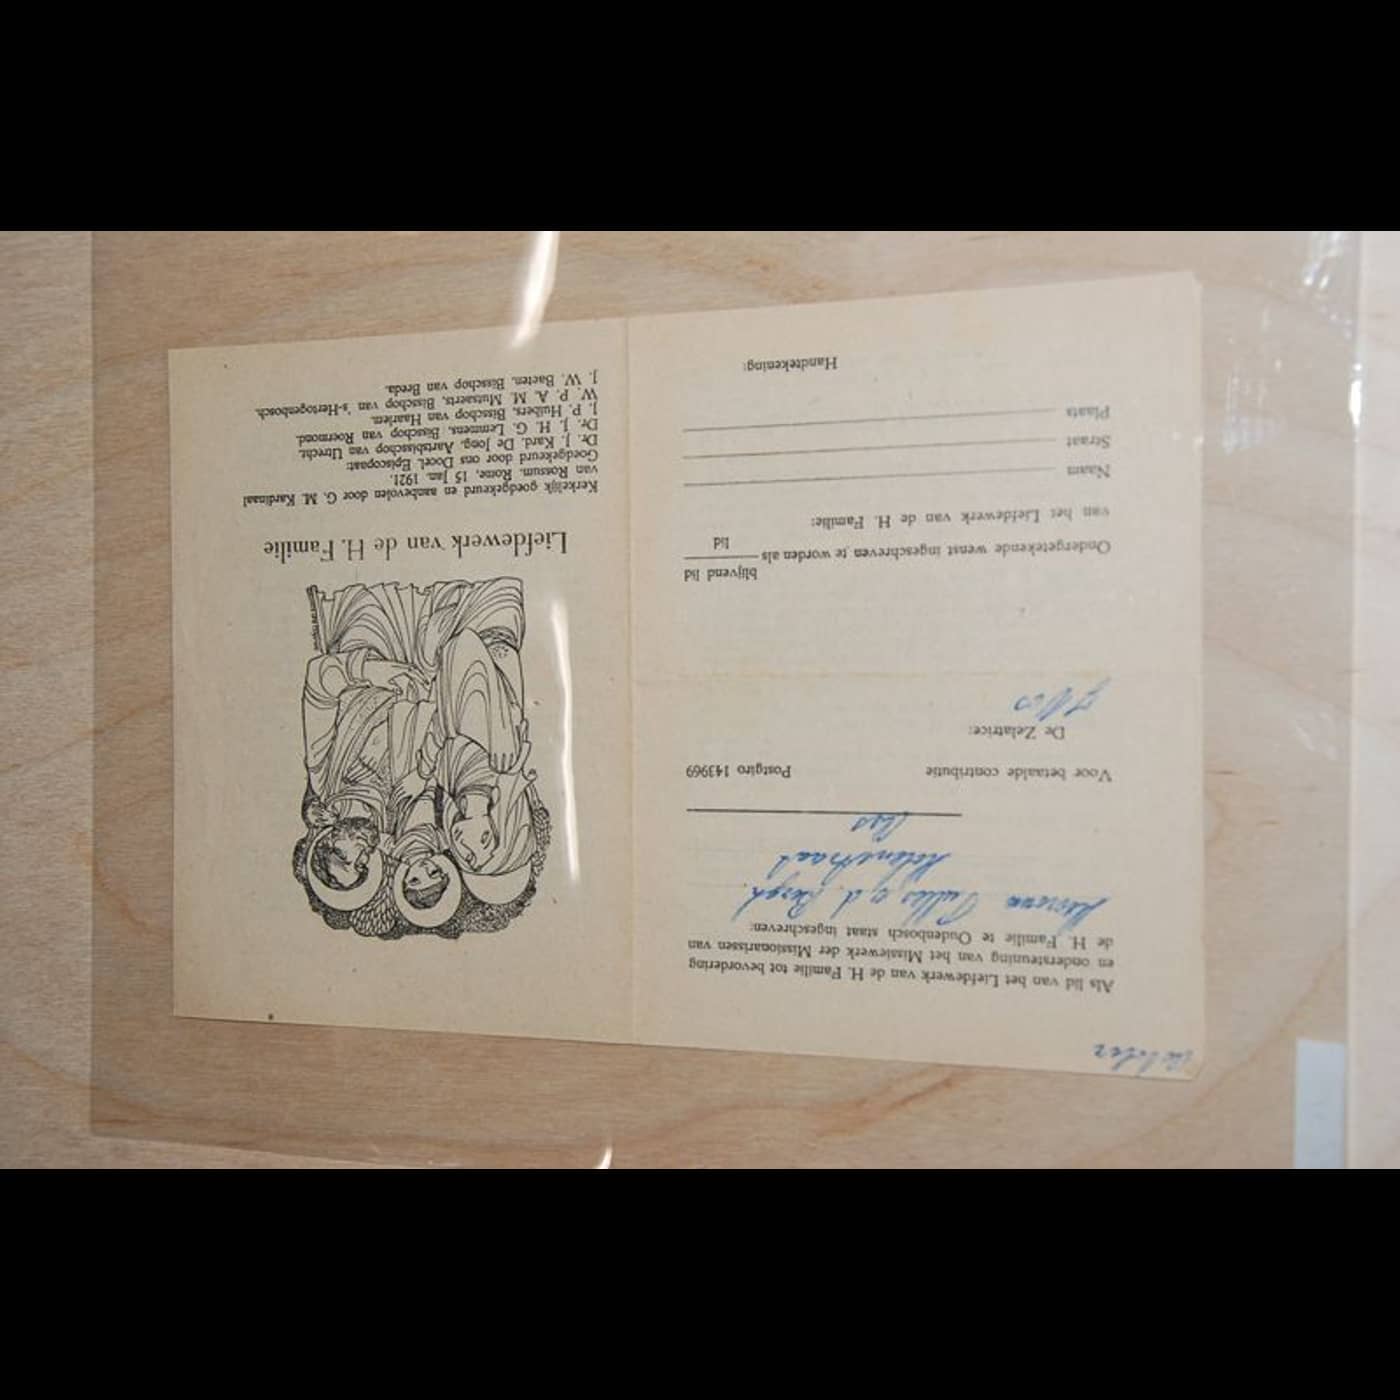 Als lid van het Liefdewerk van de H. Familie tot bevordering
en ondersteuning van het Missiewerk der Missionarissen van
de H. Familie te Oudenbosch staat ingeschreven:
v. d. Bergh.
Voor betaalde contributie Postgiro 143969
De Zelatrice:
blijvend lid
Ondergetekende wenst ingeschreven te worden als
lid
van het Liefdewerk van de H. Familie:
Naam
Straat
Plaats
Handtekening:
Liefdewerk van de H. Familie
Kerkelijk goedgekeurd en aanbevolen door G. M. Kardinaal
van Rossum. Rome, 15 Jan. 1921.
Goedgekeurd door ons Doorl. Episcopaat:
Dr. J. Kard. De Jong, Aartsbisschop van Utrecht.
Dr. J. H. G. Lemmens, Bisschop van Roermond.
J. P. Huibers, Bisschop van Haarlem.
W. P. A. M. Mutsaerts, Bisschop van 's-Hertogenbosch.
J. W. Baeten, Bisschop van Breda.